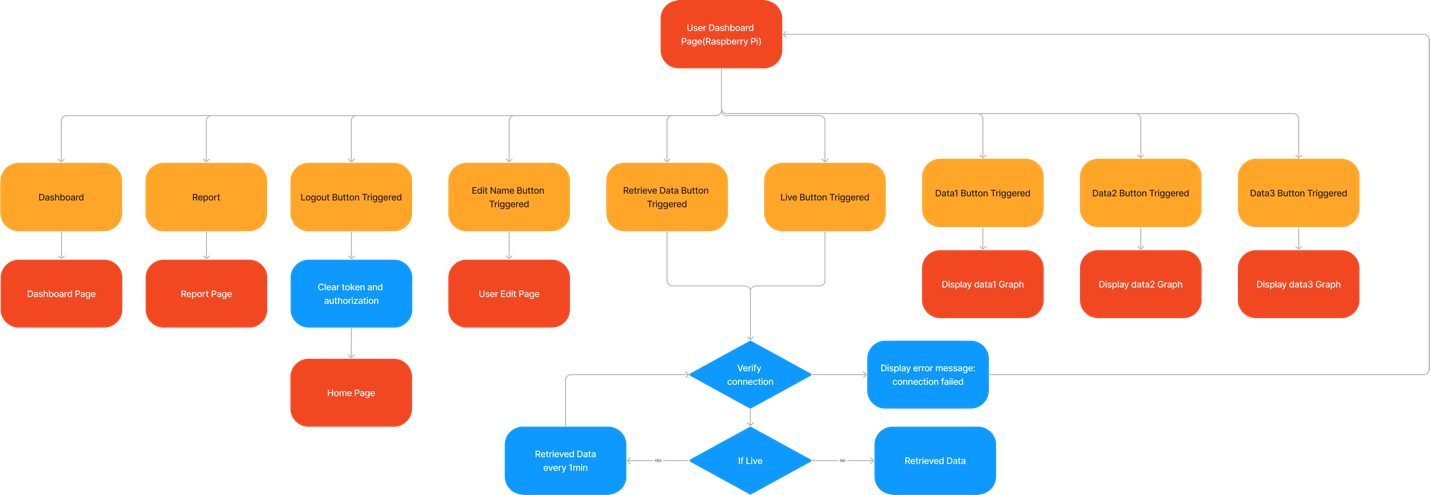 User Dashboard
Page(Raspberry Pi)
Dashboard
Report
Logout Button Triggered
Edit Name Button
Triggered
Retrieve Data Button
Triggered
Live Button Triggered
Data1 Button Triggered
Data2 Button Triggered
Data3 Button Triggered
Dashboard Page
Report Page
Clear token and
authorization
User Edit Page
Display data1 Graph
Display data2 Graph
Display data3 Graph
Home Page
Verify
connection
Display error message:
connection failed
Retrieved Data
every 1min
YES
If Live
NO
Retrieved Data